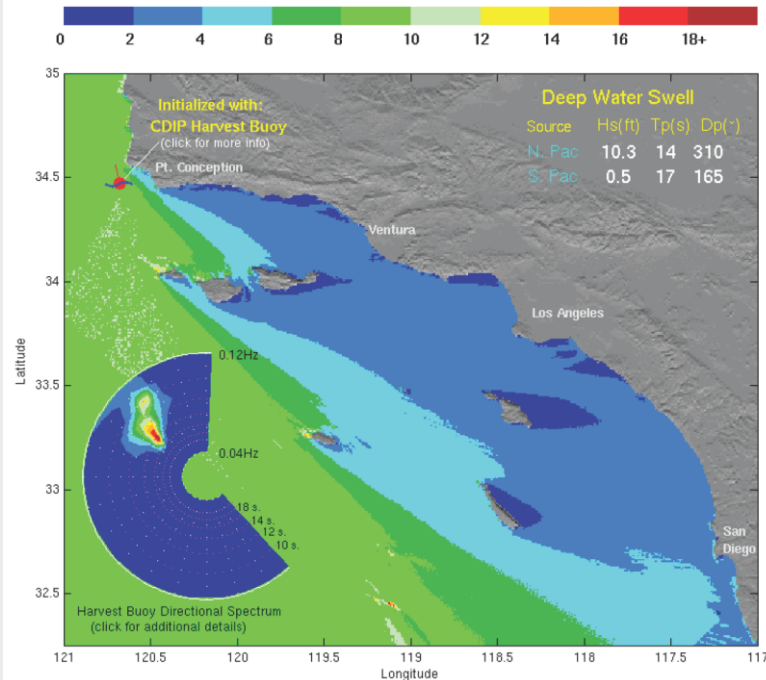 0 2 4 6 8 10 12 14 16 18+
35
34.5
34
33.5
33
32.5
Latitude
Initialized with:
CDIP Harvest Buoy
(click for more info)
Pt. Conception
Deep Water Swell
Source Hs(ft) Tp(s) Dp(˘)
N. Pac 10.3 14 310
S. Pac 0.5 17 165
Ventura
Los Angeles
San
Diego
0.12Hz
0.04Hz
18 s.
14 s.
12 s.
10 s.
Harvest Buoy Directional Spectrum
(click for additional details)
121 120.5 120 119.5 119 118.5 118 117.5 117
Longitude